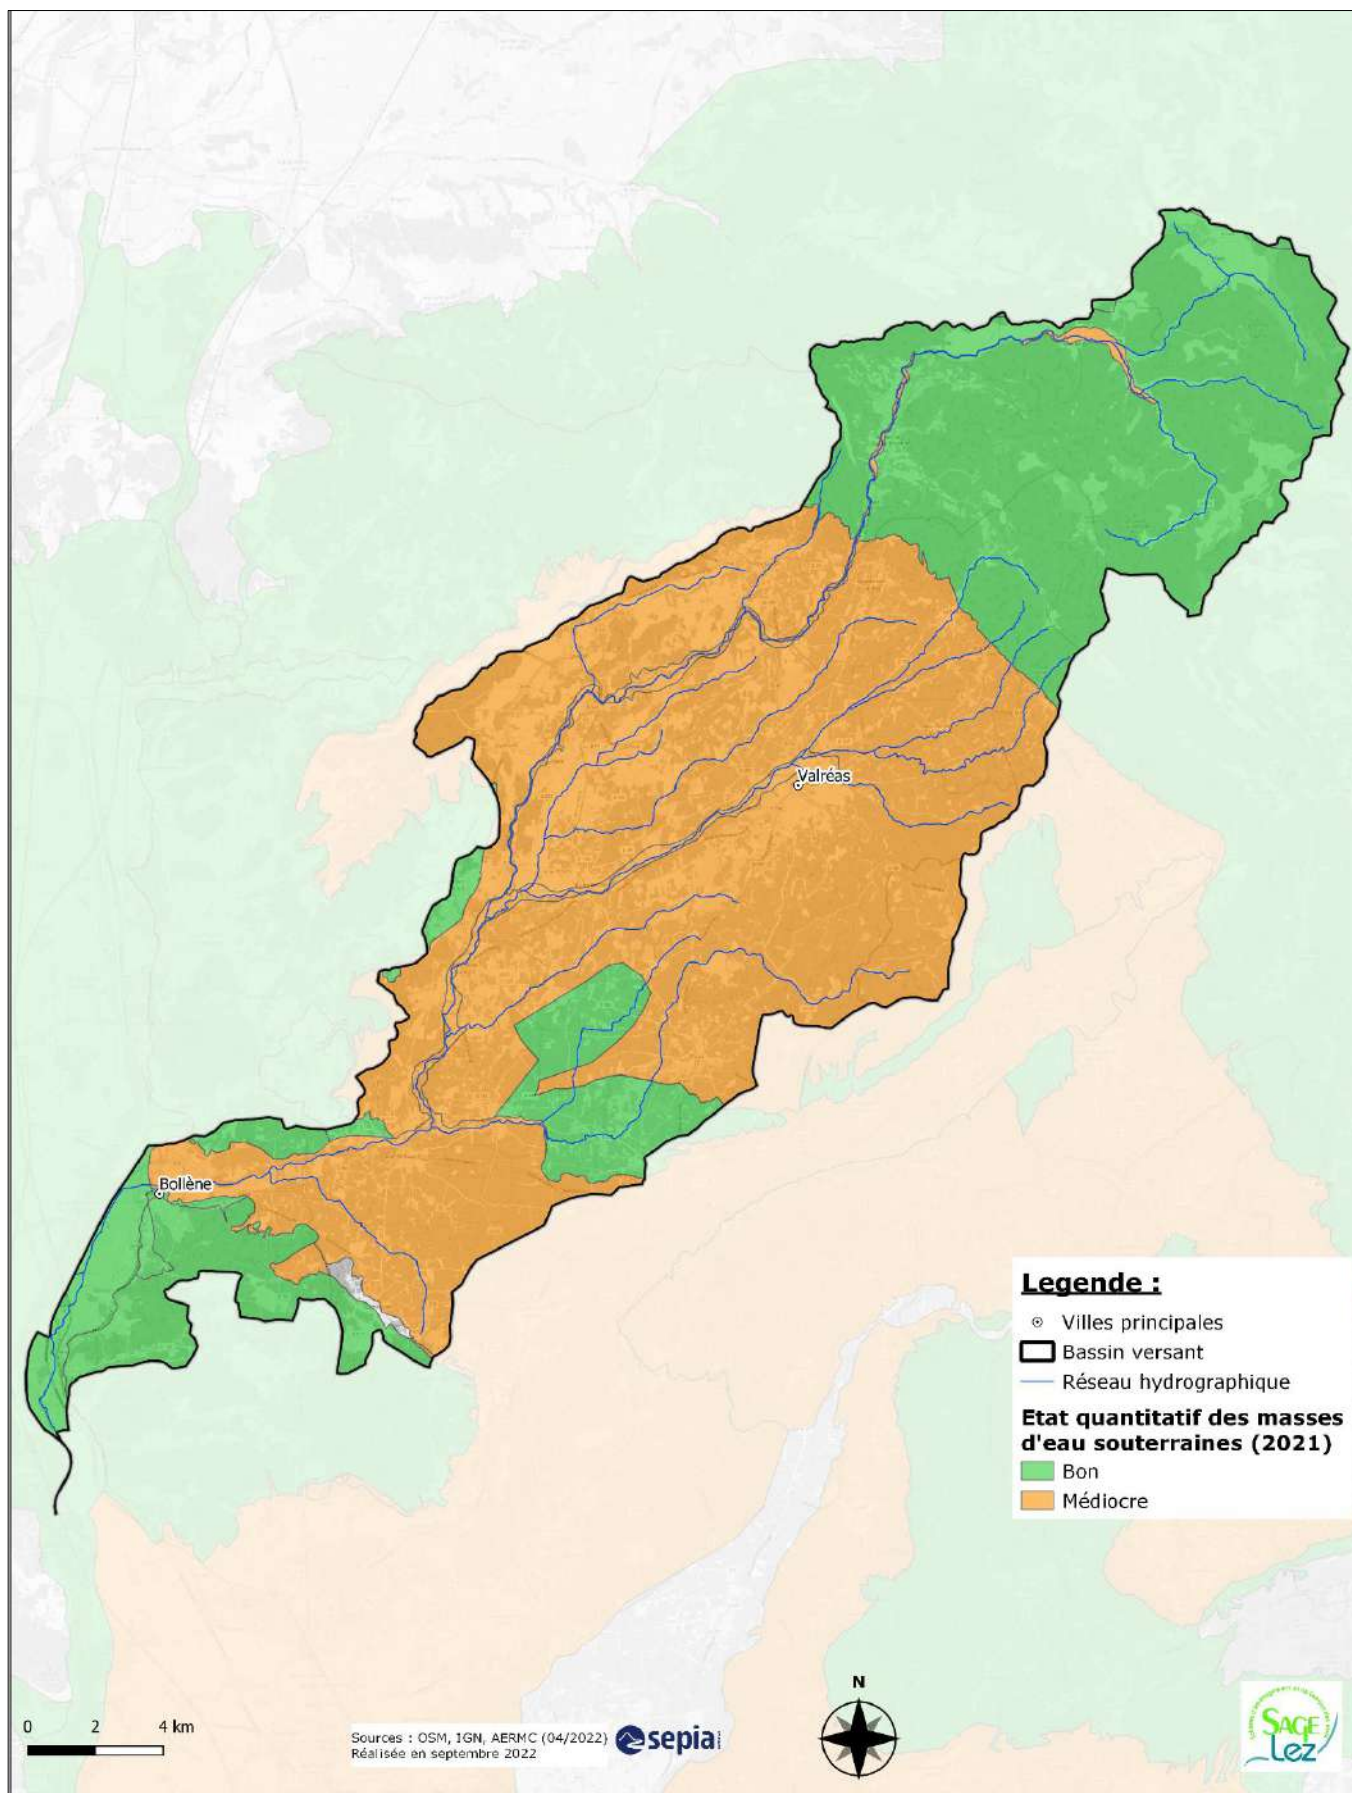 Valréas
Bollène
Legende :
Villes principales
Bassin versant
Réseau hydrographique
Etat quantitatif des masses
d'eau souterraines (2021)
Bon
Médiocre
N
0 2 4 km
Sources : OSM, IGN, AERMC (04/2022)
Réalisée en septembre 2022
sepia
SAGE
Lez